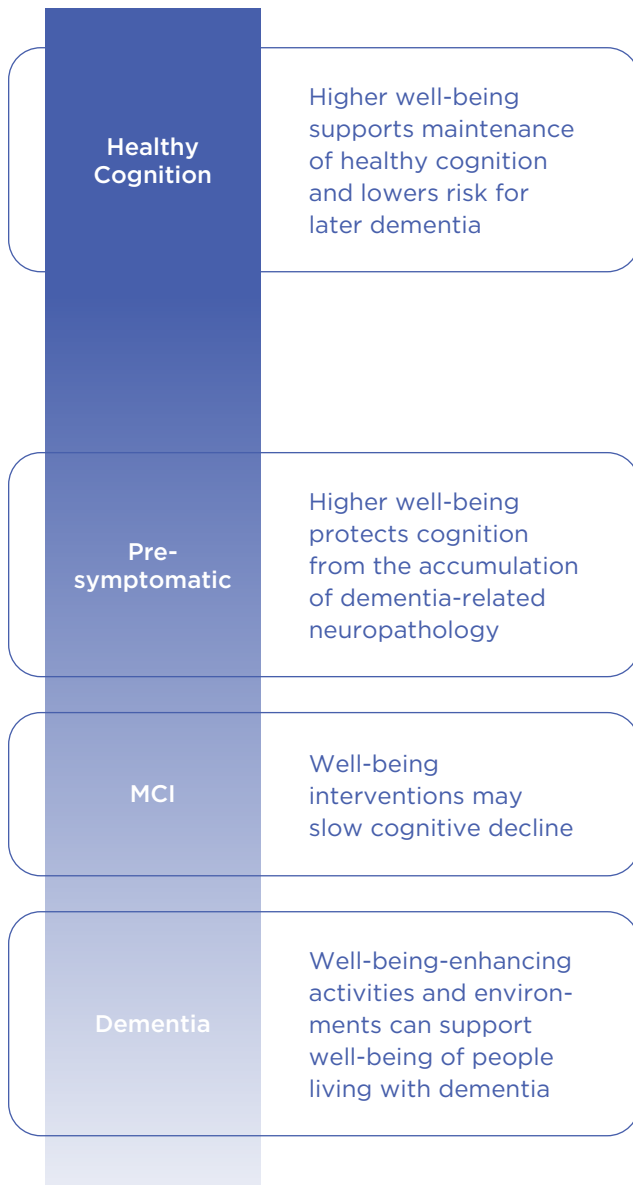 Healthy
Cognition
Higher well-being
supports maintenance
of healthy cognition
and lowers risk for
later dementia
Pre-
symptomatic
Higher well-being
protects cognition
from the accumulation
of dementia-related
neuropathology
MCI
Well-being
interventions may
slow cognitive decline
Dementia
Well-being-enhancing
activities and environ-
ments can support
well-being of people
living with dementia